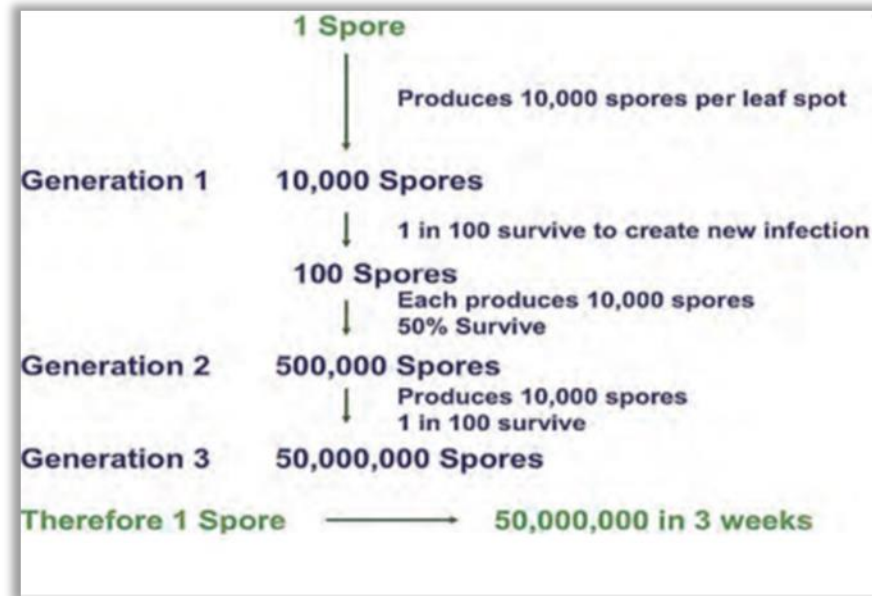 1 Spore
Produces 10,000 spores per leaf spot
Generation 1 10,000 Spores
1 in 100 survive to create new infection
100 Spores
Each produces 10,000 spores
50% Survive
Generation 2 500,000 Spores
Produces 10,000 spores
1 in 100 survive
Generation 3 50,000,000 Spores
Therefore 1 Spore 50,000,000 in 3 weeks